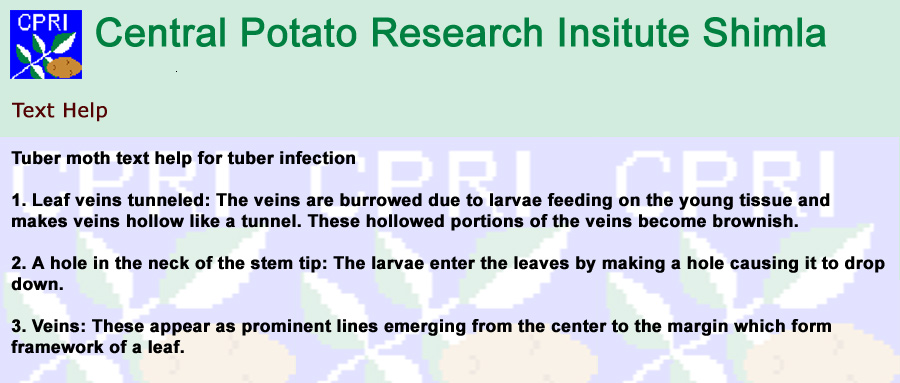 CPRI
Central Potato Research Insitute Shimla
Text Help
Tuber moth text help for tuber infection
1. Leaf veins tunneled: The veins are burrowed due to larvae feeding on the young tissue and
makes veins hollow like a tunnel. These hollowed portions of the veins become brownish.
2. A hole in the neck of the stem tip: The larvae enter the leaves by making a hole causing it to drop
down.
3. Veins: These appear as prominent lines emerging from the center to the margin which form
framework of a leaf.
CPRI CPRI CPRI